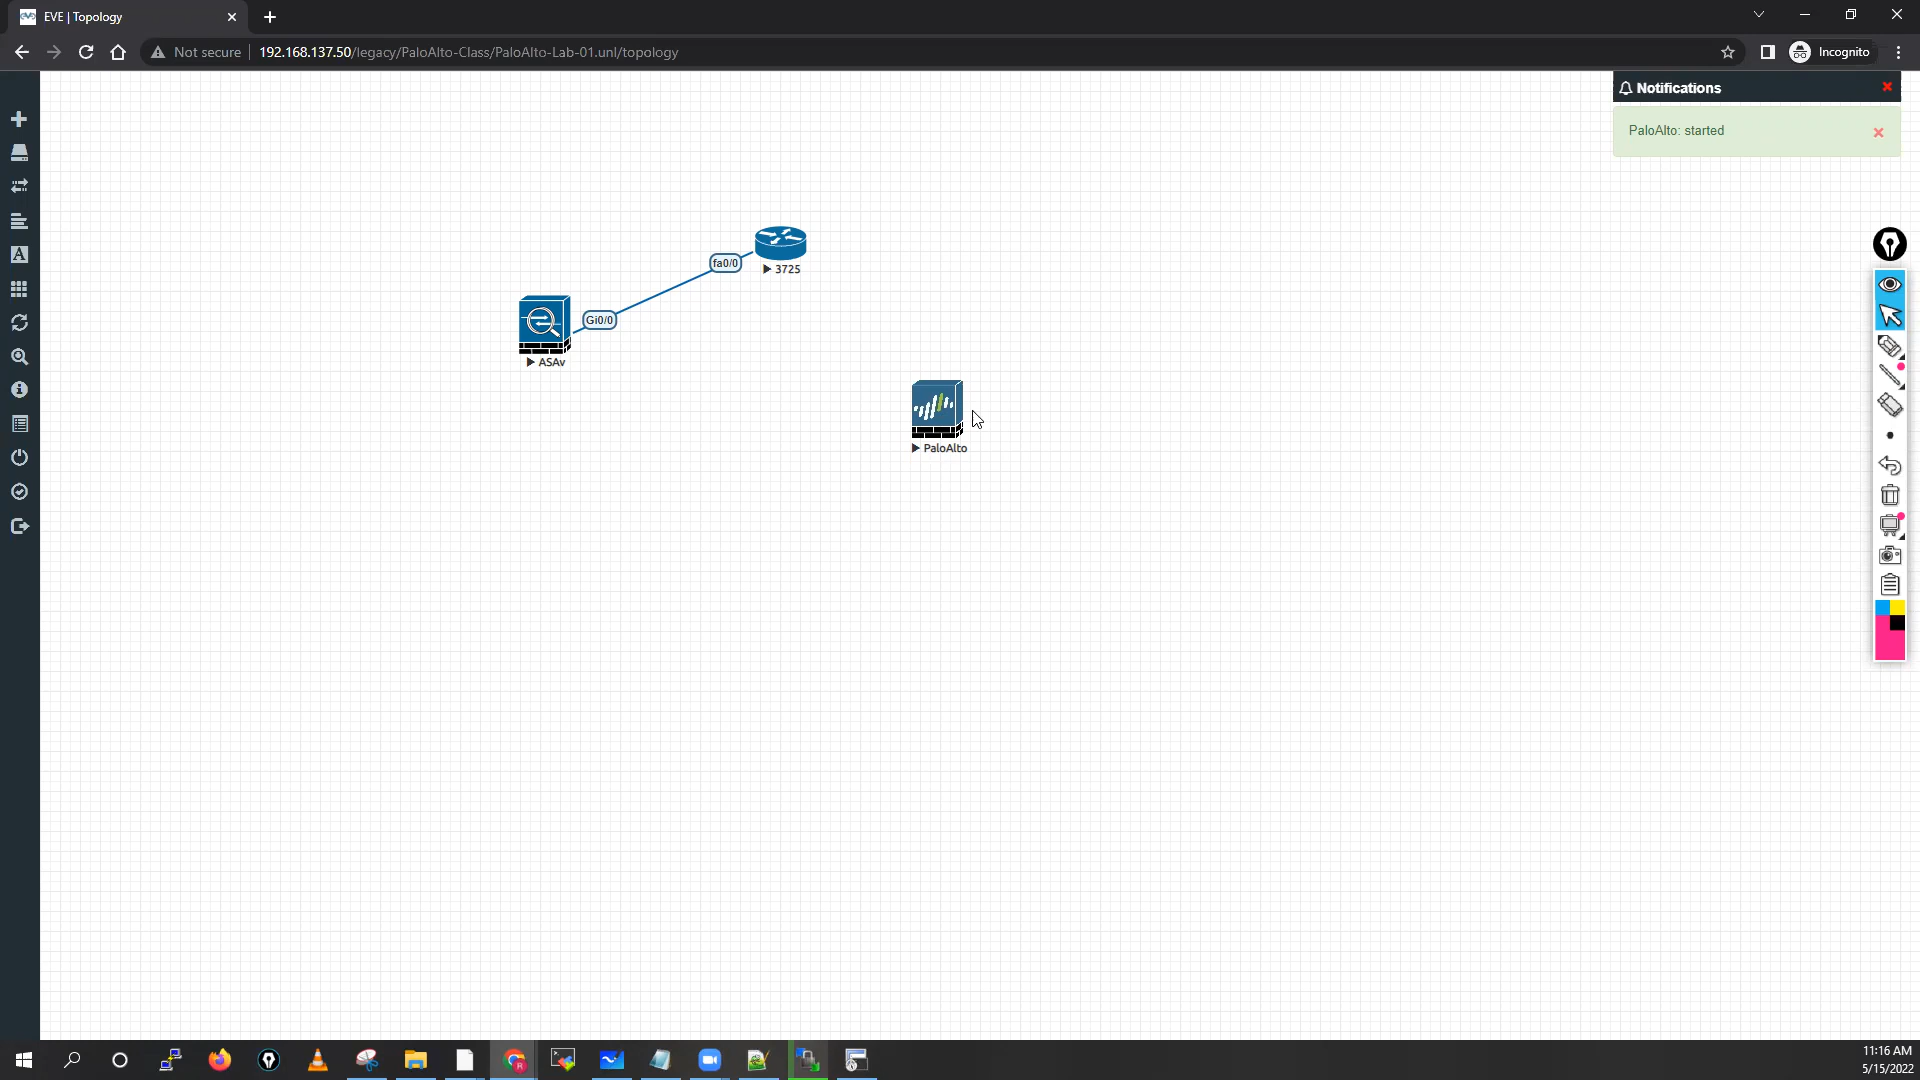 EVE | Topology
Not secure
192.168.137.50/legacy/PaloAlto-Class/PaloAlto-Lab-01.unl/topology
Incognito
Notifications
PaloAlto: started
fa0/0
3725
Gi0/0
ASAv
PaloAlto
11:16 AM
5/15/2022